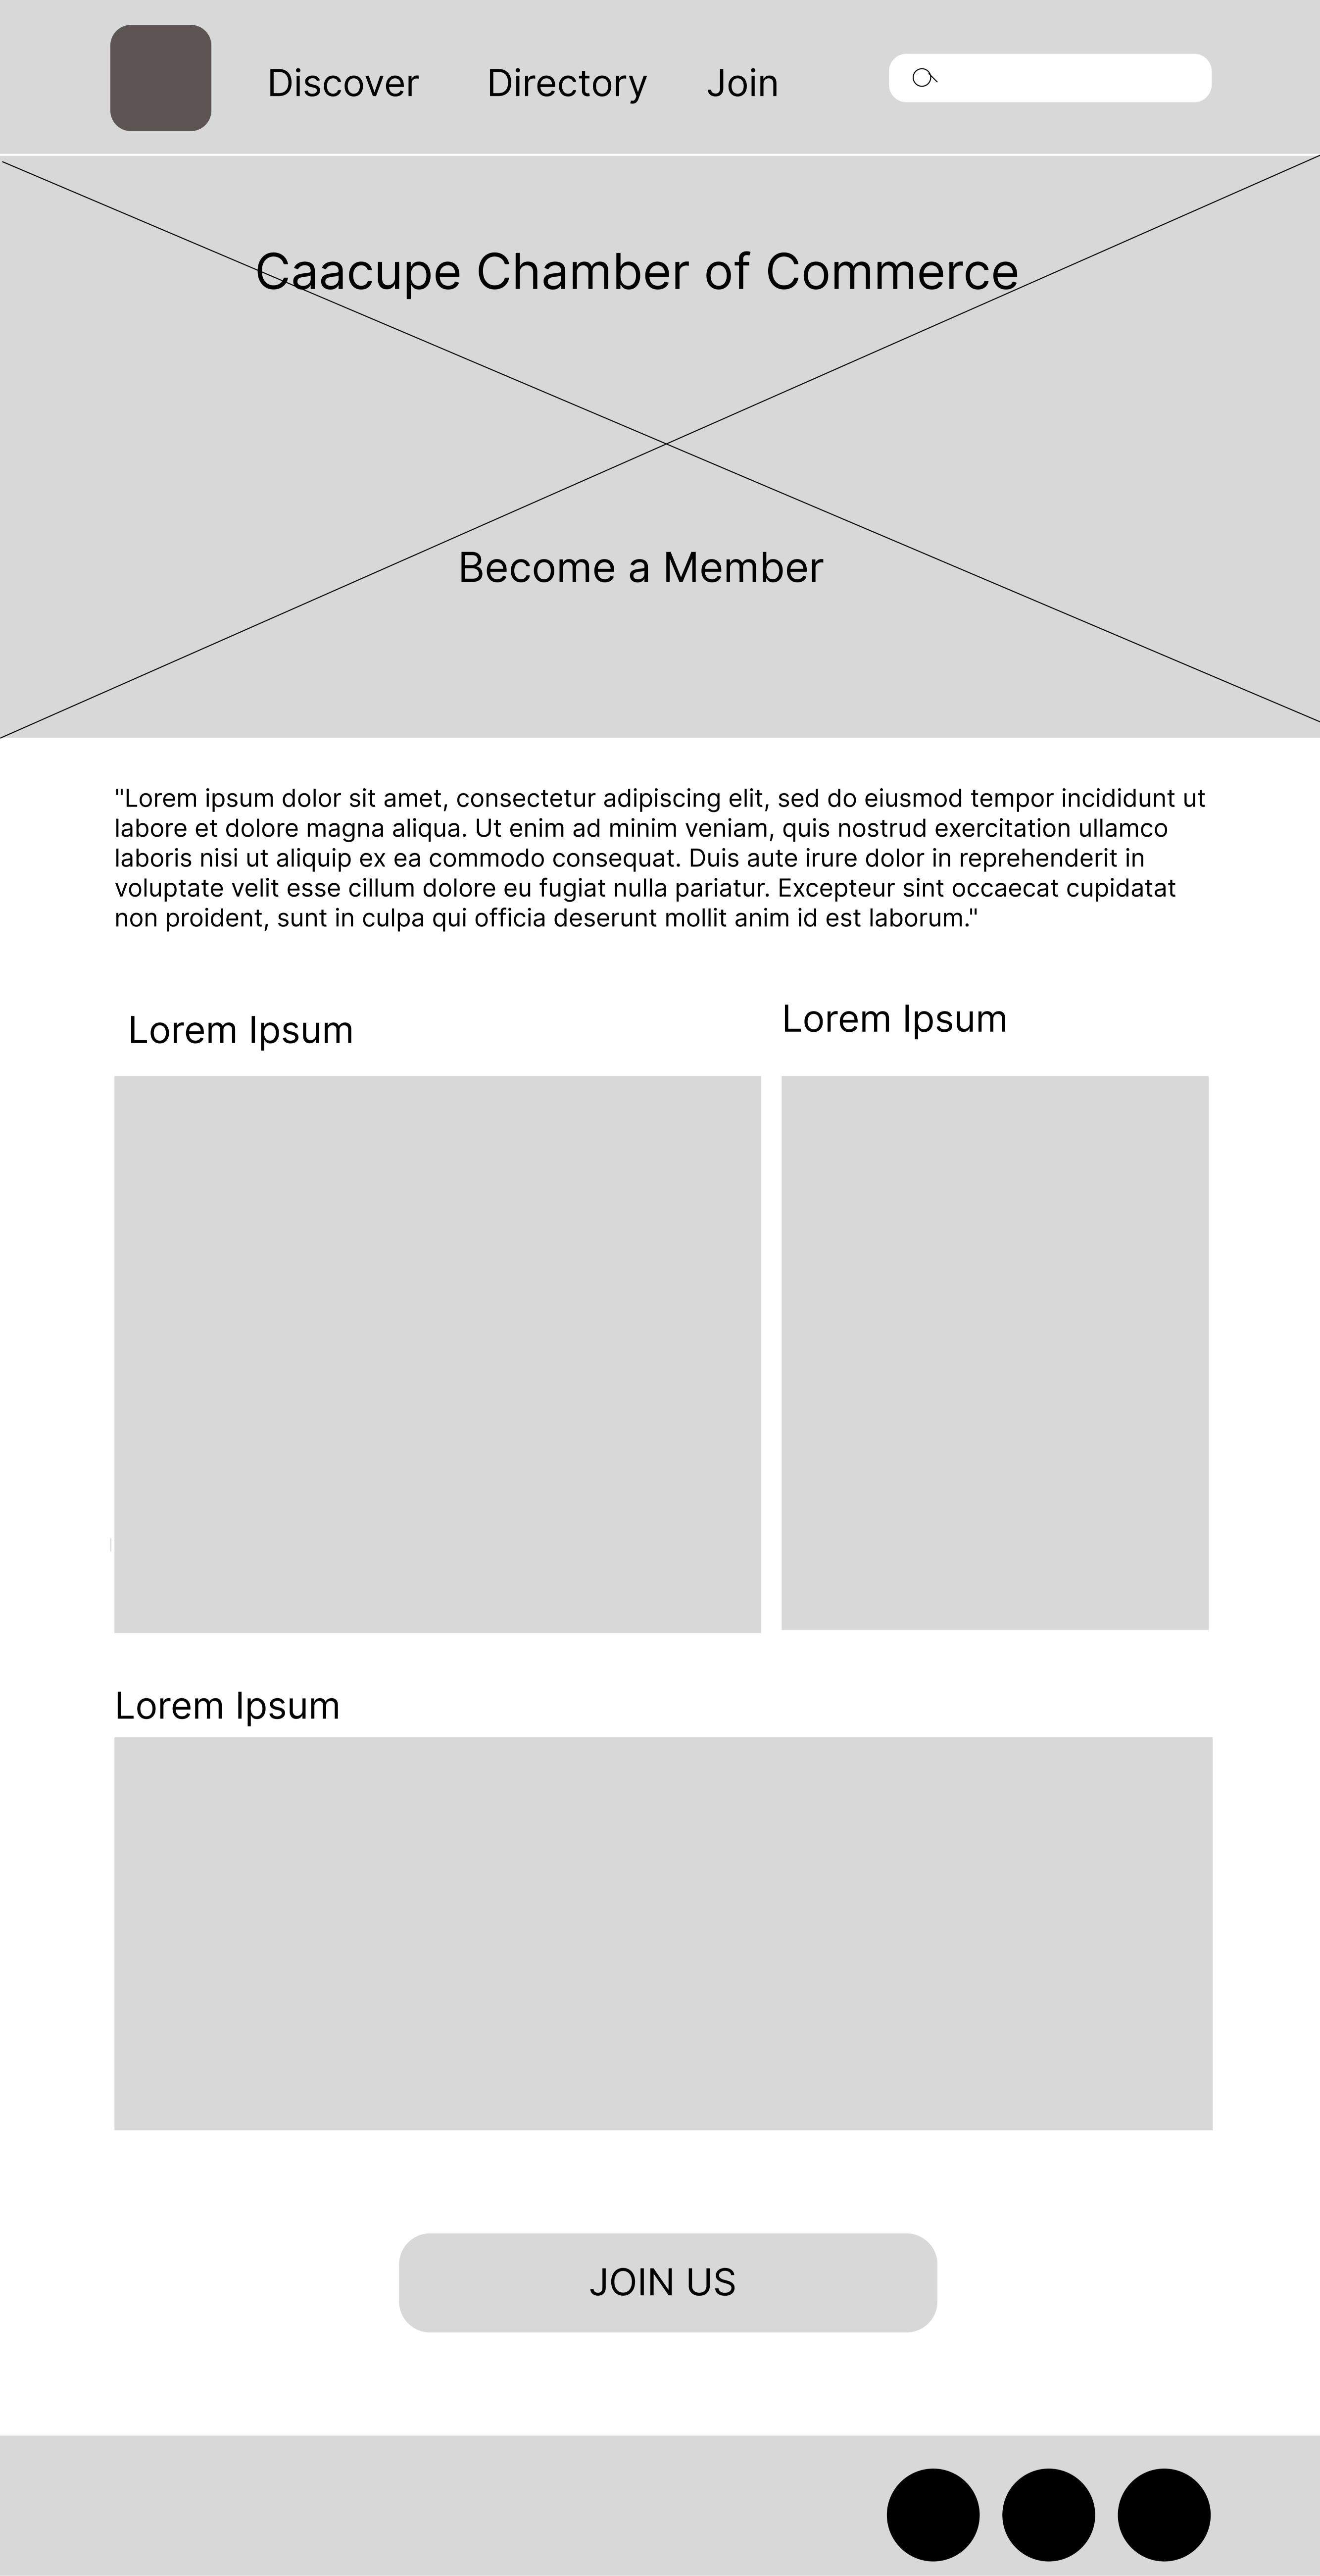 Discover Directory Join
Caacupe Chamber of Commerce
Become a Member
"Lorem ipsum dolor sit amet, consectetur adipiscing elit, sed do eiusmod tempor incididunt ut
labore et dolore magna aliqua. Ut enim ad minim veniam, quis nostrud exercitation ullamco
laboris nisi ut aliquip ex ea commodo consequat. Duis aute irure dolor in reprehenderit in
voluptate velit esse cillum dolore eu fugiat nulla pariatur. Excepteur sint occaecat cupidatat
non proident, sunt in culpa qui officia deserunt mollit anim id est laborum."
Lorem Ipsum
Lorem Ipsum
Lorem Ipsum
JOIN US